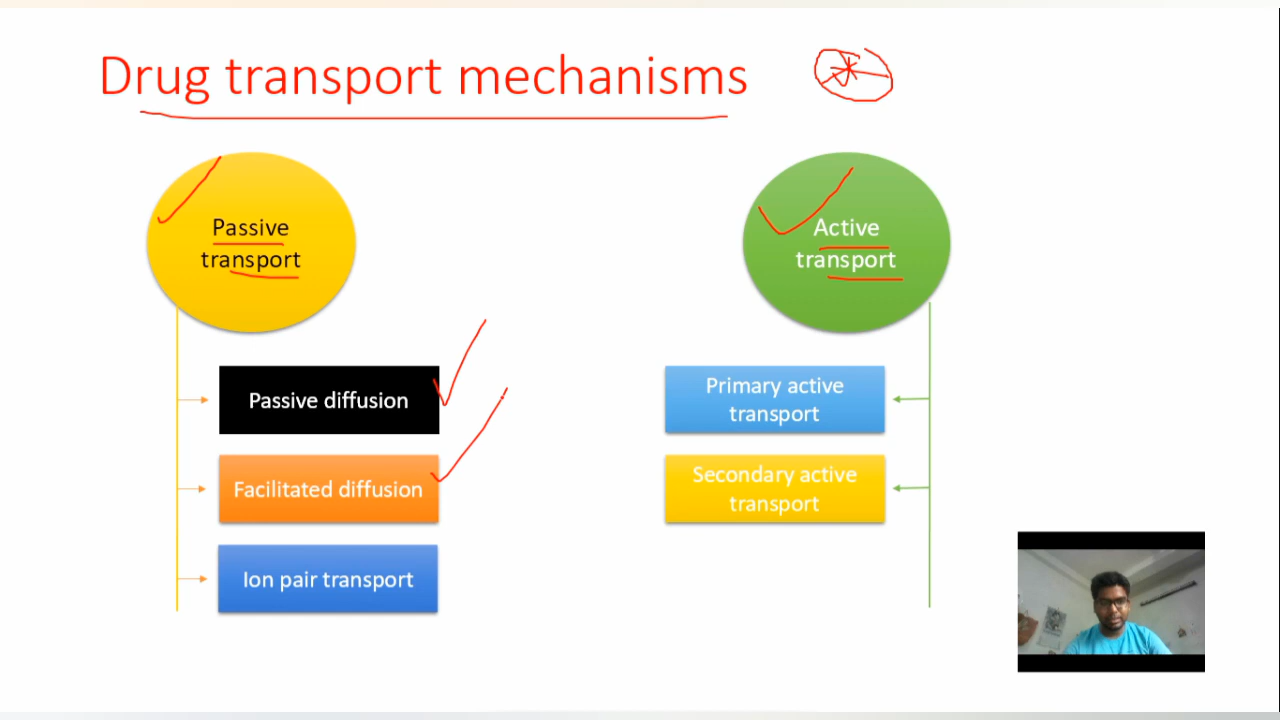 Drug transport mechanisms
Passive
transport
Active
transport
Passive diffusion
Facilitated diffusion
Ion pair transport
Primary active
transport
Secondary active
transport